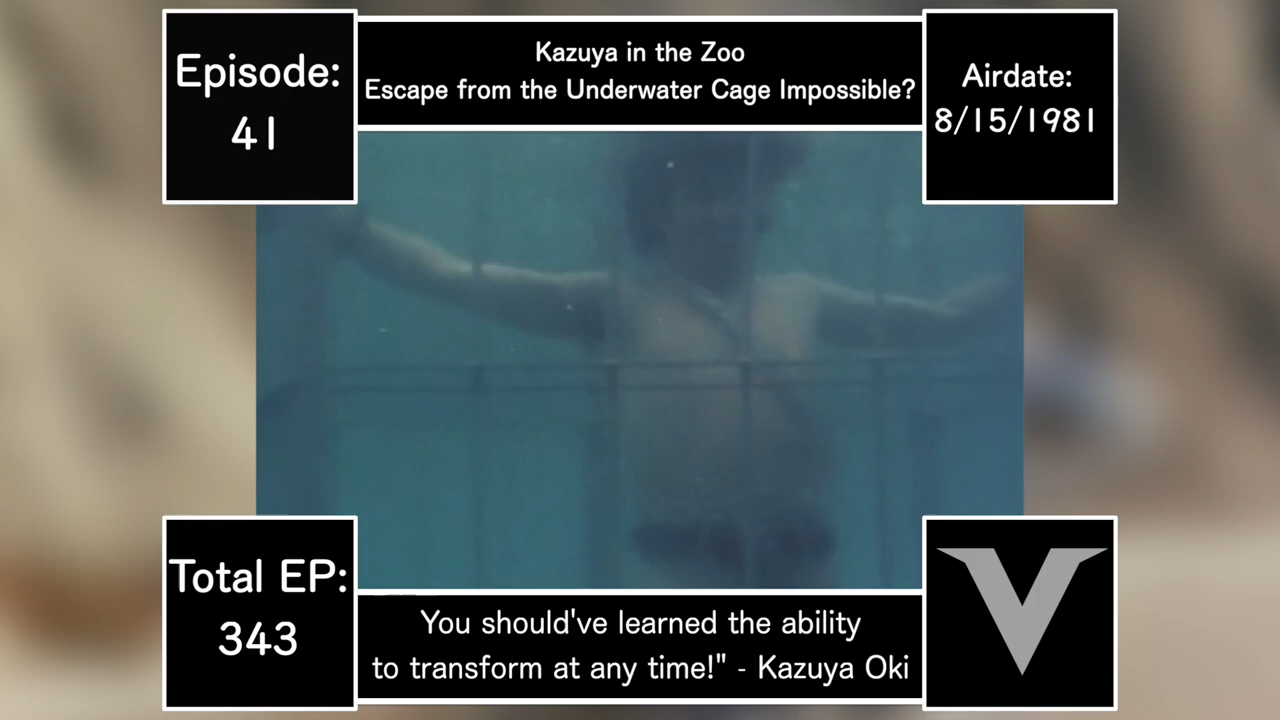 Episode:
41
Kazuya in the Zoo
Escape from the Underwater Cage Impossible?
Airdate:
8/15/1981
Total EP:
343
You should've learned the ability
to transform at any time!" - Kazuya Oki
V